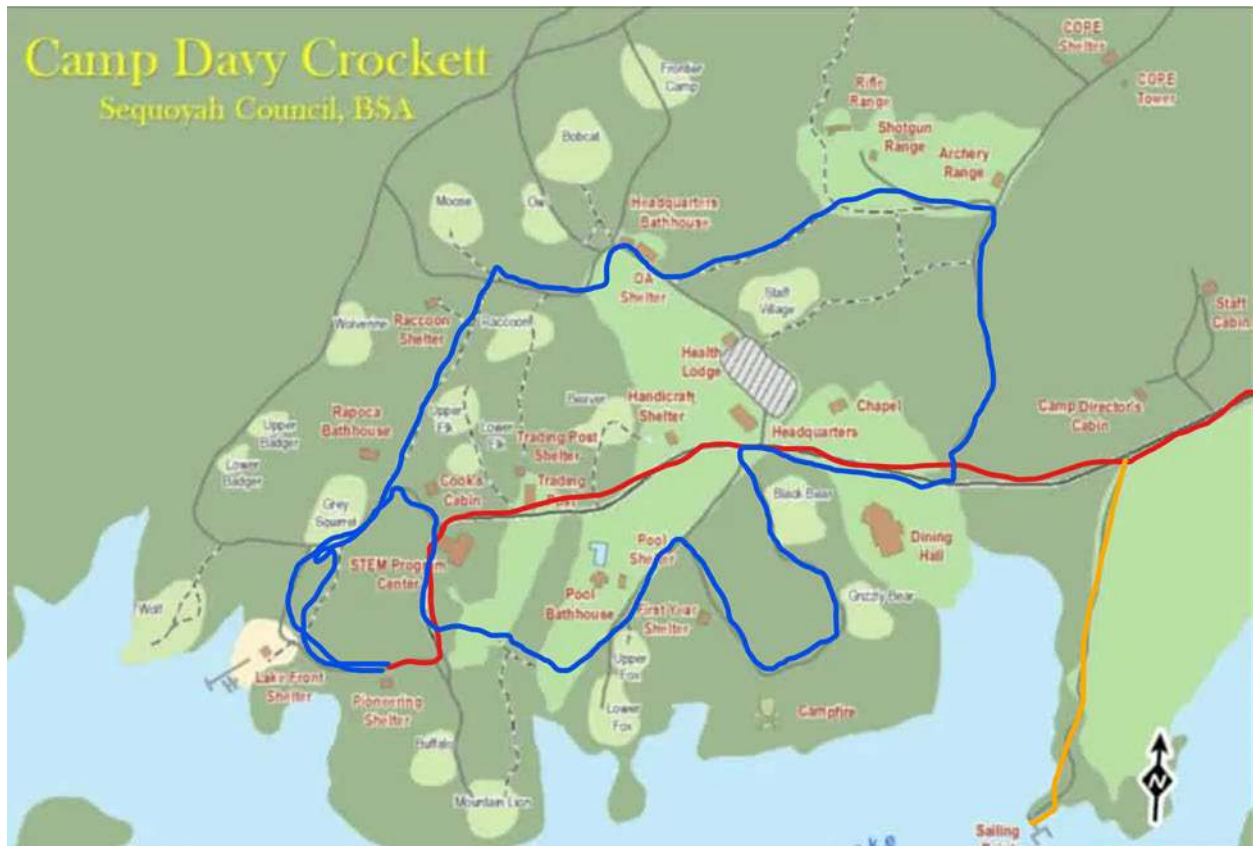 Camp Davy Crockett
Sequoyah Council, BSA
CORE
Shelter
CORE
Tower
Frontier
Camp
Rifle
Range
Shotgun
Range
Archery
Range
Bobcat
Moose
Owl
Headquarters
Bathhouse
OA
Shelter
Staff
Village
Staff
Cabin
Wolverine
Raccoon
Shelter
Raccoon
Health
Lodge
Handicraft
Shelter
Chapel
Headquarters
Camp Director's
Cabin
Upper
Badger
Lower
Badger
Rapoca
Bathhouse
Upper
Elk
Lower
Elk
Beaver
Trading Post
Shelter
Trading
Post
Cook's
Cabin
Grey
Squirrel
STEM Program
Center
Black Bear
Dining
Hall
Pool
Shelter
Pool
Bathhouse
First Year
Shelter
Grizzly Bear
Wolf
Lake Front
Shelter
Pioneering
Shelter
Upper
Fox
Lower
Fox
Campfire
Buffalo
Mountain Lion
N
Sailing